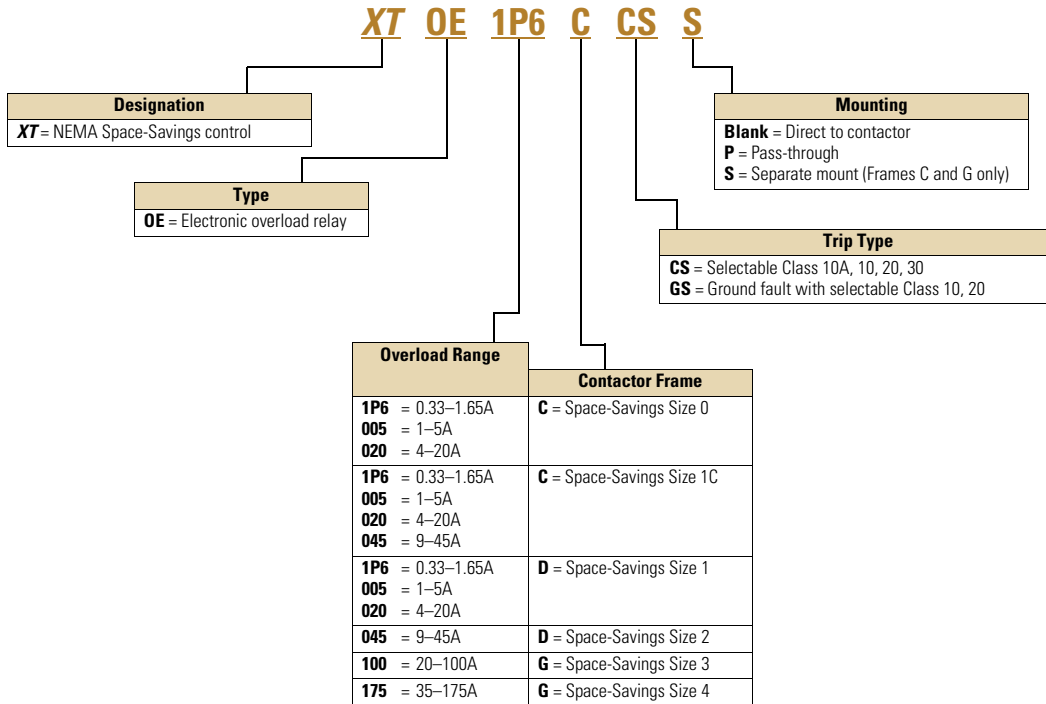 XT OE 1P6 C CS S
Designation
XT = NEMA Space-Savings control
Type
OE = Electronic overload relay
Mounting
Blank = Direct to contactor
P = Pass-through
S = Separate mount (Frames C and G only)
Trip Type
CS = Selectable Class 10A, 10, 20, 30
GS = Ground fault with selectable Class 10, 20
Overload Range
Contactor Frame
1P6 = 0.33–1.65A C = Space-Savings Size 0
005 = 1–5A
020 = 4–20A
1P6 = 0.33–1.65A C = Space-Savings Size 1C
005 = 1–5A
020 = 4–20A
045 = 9–45A
1P6 = 0.33–1.65A D = Space-Savings Size 1
005 = 1–5A
020 = 4–20A
045 = 9–45A D = Space-Savings Size 2
100 = 20–100A G = Space-Savings Size 3
175 = 35–175A G = Space-Savings Size 4